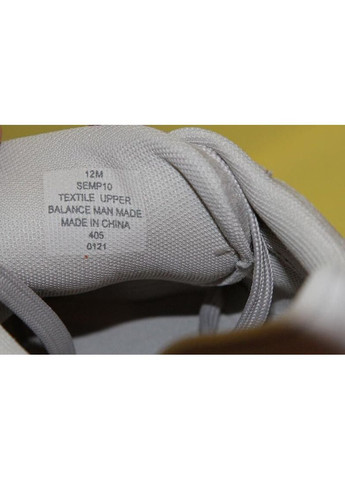 12M
SEMP10
TEXTILE UPPER
BALANCE MAN MADE
MADE IN CHINA
405
0121